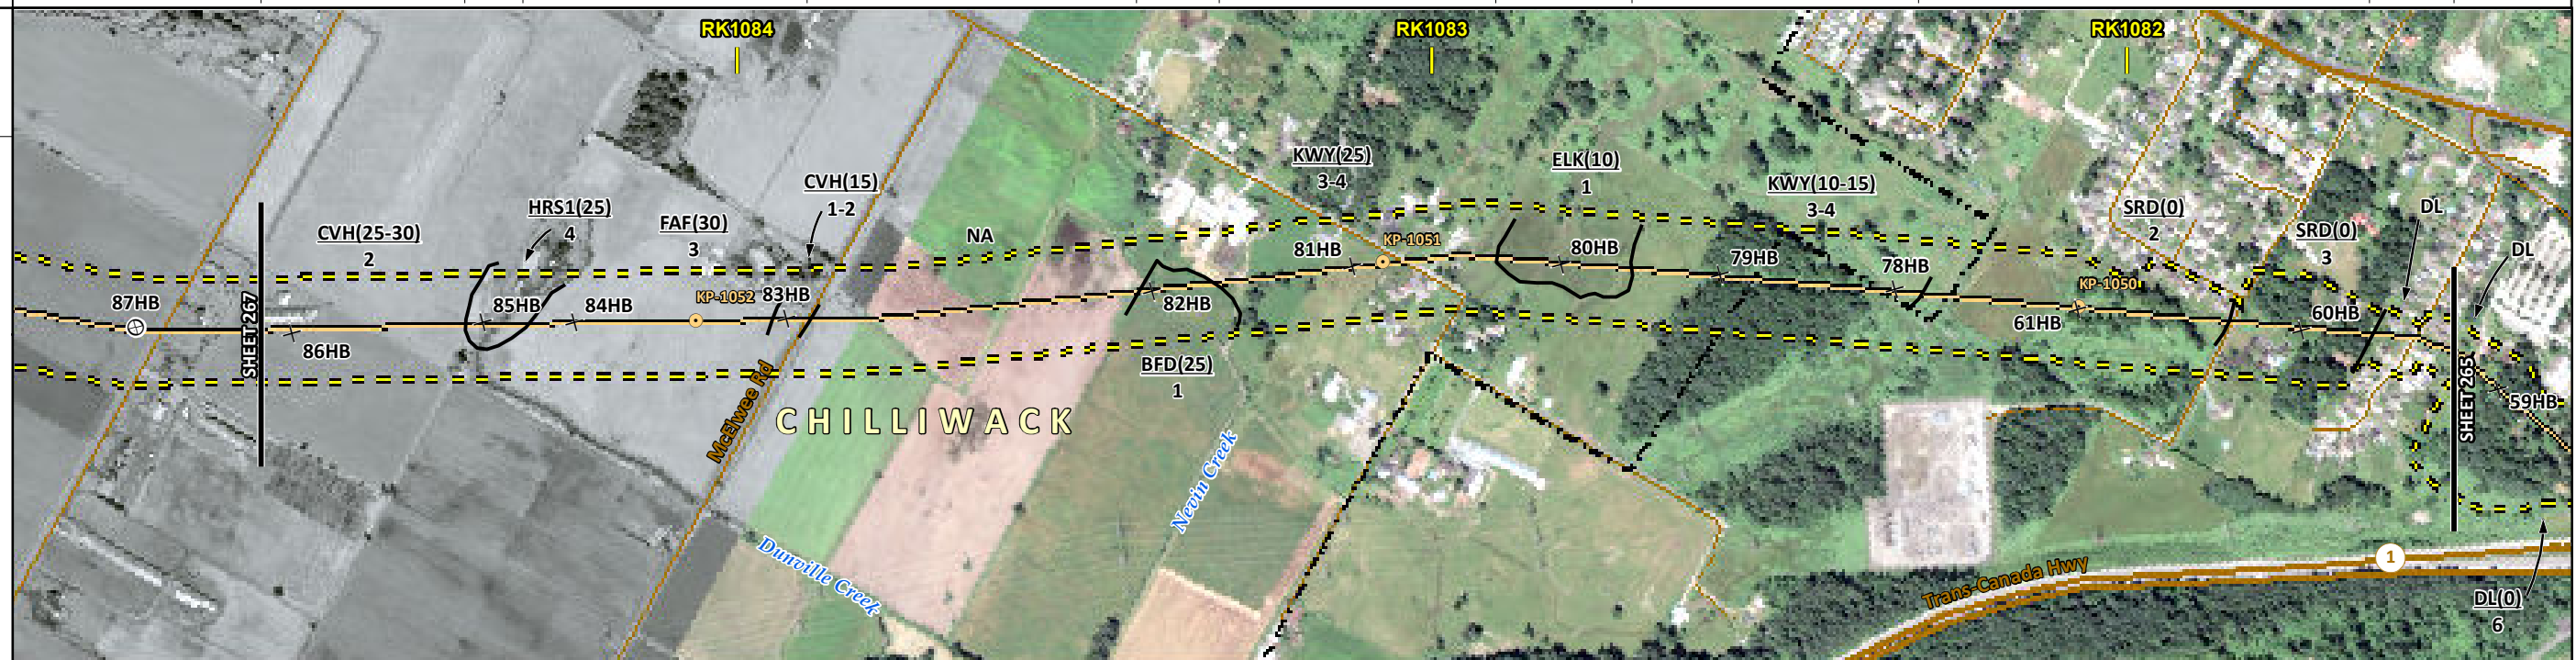 RK1084
RK1083
RK1082
KWY(25)
3-4
ELK(10)
1
KWY(10-15)
3-4
CVH(15)
1-2
HRS1(25)
4
FAF(30)
3
CVH(25-30)
2
NA
SRD(0)
2
SRD(0)
3
DL
DL
87HB
SHEET 267
86HB
85HB
84HB
KP-1052
83HB
82HB
81HB
KP-1051
80HB
79HB
78HB
61HB
KP-1050
60HB
SHEET 265
59HB
BFD(25)
1
McElwee Rd
CHILLIWACK
Nevin Creek
Dunville Creek
Trans-Canada Hwy
1
DL(0)
6